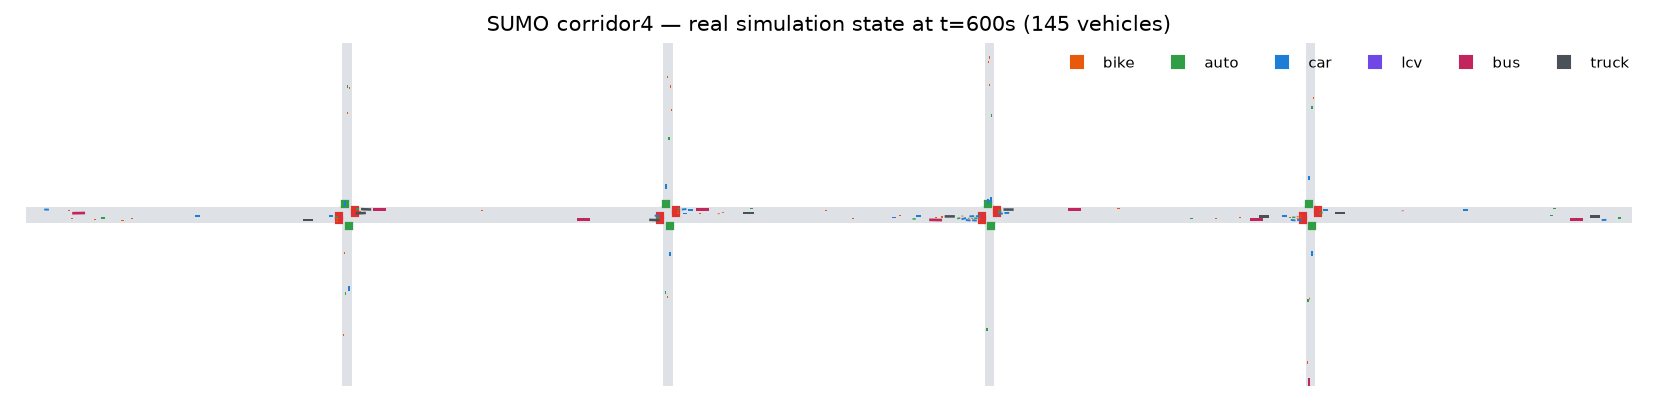 SUMO corridor4 — real simulation state at t=600s (145 vehicles)
bike auto car lcv bus truck